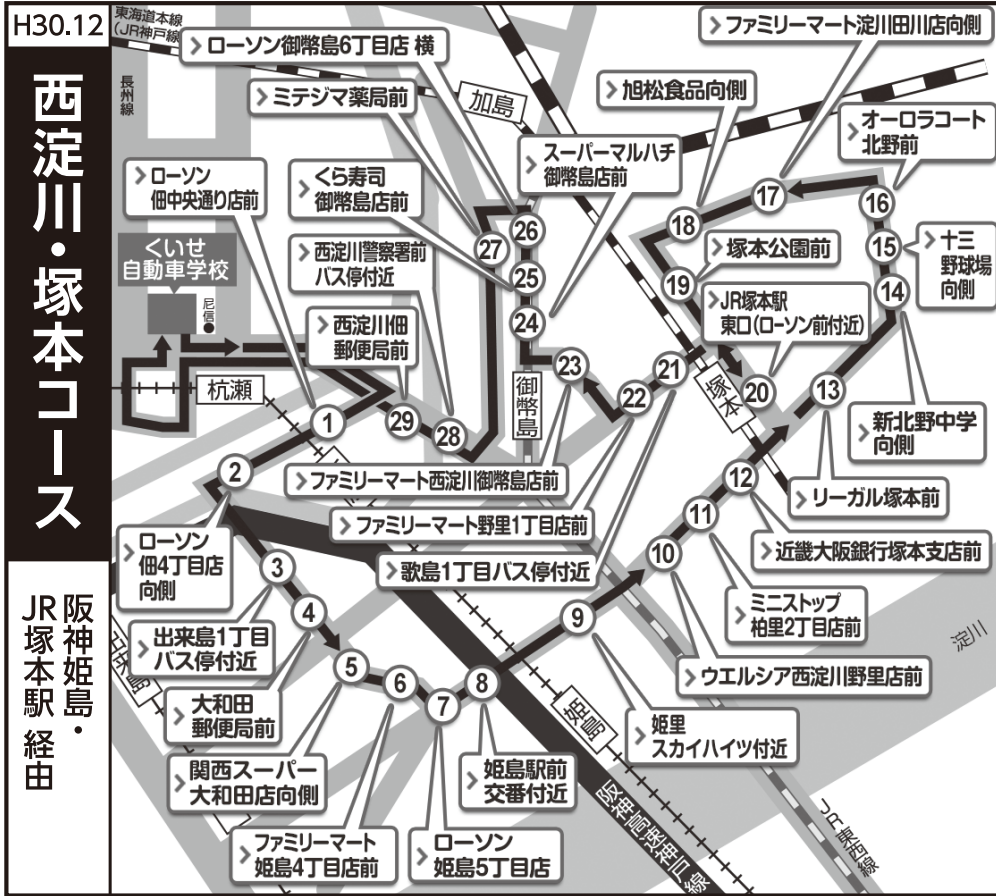 H30.12
西淀川・塚本コース
阪神姫島・
JR塚本駅 経由
東海道本線
(JR神戸線)
長州線
ローソン御幣島6丁目店 横
ミテジマ薬局前
加島
ファミリーマート淀川田川店向側
旭松食品向側
オーロラコート
北野前
スーパーマルハチ
御幣島店前
ローソン
佃中央通り店前
くら寿司
御幣島店前
西淀川警察署前
バス停付近
くいせ
自動車学校
尼信
西淀川佃
郵便局前
杭瀬
塚本公園前
JR塚本駅
東口(ローソン前付近)
十三
野球場
向側
御幣島
塚本
新北野中学
向側
リーガル塚本前
近畿大阪銀行塚本支店前
ミニストップ
柏里2丁目店前
ウエルシア西淀川野里店前
淀川
ファミリーマート西淀川御幣島店前
ファミリーマート野里1丁目店前
歌島1丁目バス停付近
ローソン
佃4丁目店
向側
出来島1丁目
バス停付近
大和田
郵便局前
関西スーパー
大和田店向側
ファミリーマート
姫島4丁目店前
ローソン
姫島5丁目店
姫島駅前
交番付近
姫里
スカイハイツ付近
姫島
阪神高速神戸線
JR東西線
1
2
3
4
5
6
7
8
9
10
11
12
13
14
15
16
17
18
19
20
21
22
23
24
25
26
27
28
29